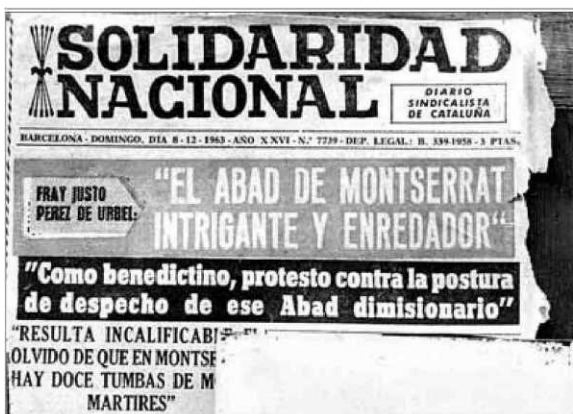 SOLIDARIDAD
NACIONAL
DIARIO
SINDICALISTA
DE CATALUÑA
BARCELONA - DOMINGO, DIA 8-12-1963 - AÑO XXVI - N.º 7739 - DEP. LEGAL: B. 339-1958 - 3 PTAS.
FRAY JUSTO
PEREZ DE URBEL:
"EL ABAD DE MONTSERRAT
INTRIGANTE Y ENREDADOR"
"Como benedictino, protesto contra la postura
de despecho de ese Abad dimisionario"
"RESULTA INCALIFICABLE EL
OLVIDO DE QUE EN MONTSE
HAY DOCE TUMBAS DE M
MARTIRES"